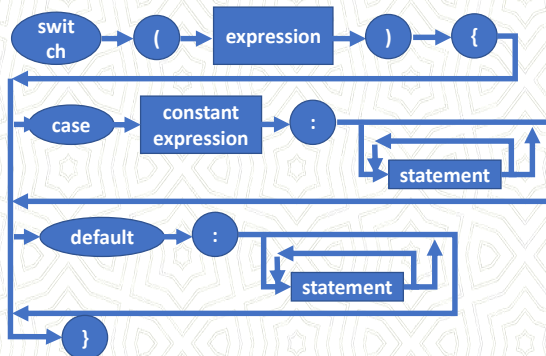 swit
ch
(
expression
)
{
case
constant
expression
:
statement
default
:
statement
}